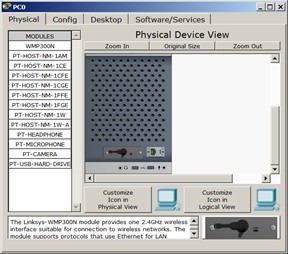 PC0
Physical Config Desktop Software/Services
MODULES
WMP300N
PT-HOST-NM-1AM
PT-HOST-NM-1CE
PT-HOST-NM-1CFE
PT-HOST-NM-1CGE
PT-HOST-NM-1FFE
PT-HOST-NM-1FGE
PT-HOST-NM-1W
PT-HOST-NM-1W-A
PT-HEADPHONE
PT-MICROPHONE
PT-CAMERA
PT-USB-HARD-DRIVE
Physical Device View
Zoom In Original Size Zoom Out
Customize
Icon in
Physical View
Customize
Icon in
Logical View
The Linksys-WMP300N module provides one 2.4GHz wireless
interface suitable for connection to wireless networks. The
module supports protocols that use Ethernet for LAN